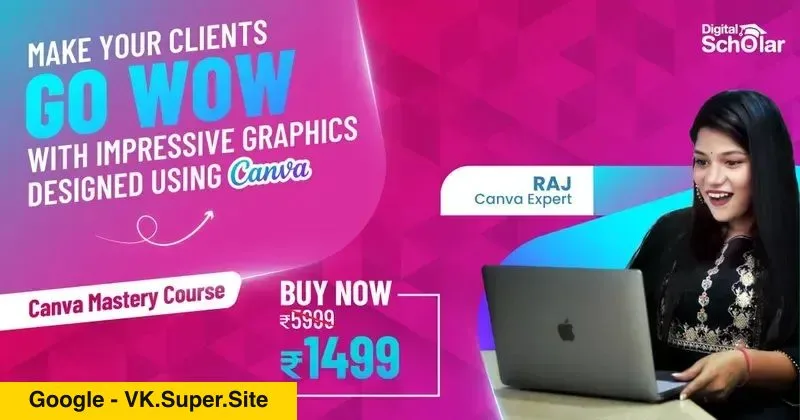 MAKE YOUR CLIENTS
GO WOW
WITH IMPRESSIVE GRAPHICS
DESIGNED USING Canva
Digital
Scholar
RAJ
Canva Expert
Canva Mastery Course
BUY NOW
₹5999
₹1499
Google - VK.Super.Site